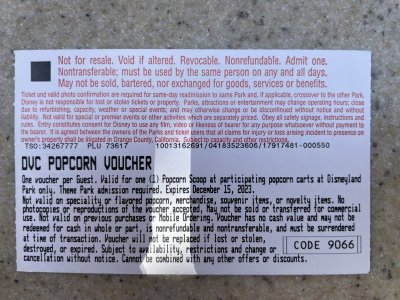 Not for resale. Void if altered. Revocable. Nonrefundable. Admit one.
Nontransferable; must be used by the same person on any and all days.
May not be sold, bartered, nor exchanged for goods, services or benefits.
Ticket and valid photo confirmation are required for same-day readmission to same Park and, if applicable, crossover to the other Park.
Disney is not responsible for lost or stolen tickets or property. Parks, attractions or entertainment may change operating hours; close
due to refurbishing, capacity, weather or special events; and may otherwise change or be discontinued without notice and without
liability. Not valid for special or premier events or other activities which are separately priced. Obey all safety signage, instructions and
rules. Entry constitutes consent for Disney to use any film, video or likeness of bearer for any purpose whatsoever without payment to
the bearer. It is agreed between the owners of the Parks and ticket users that all claims for injury or loss arising incident to presence on
owner's property shall be litigated in Orange County, California. Subject to capacity and other restrictions.
TSO: 34267777 PLU 73617 10013162691 / 04183523606 / 17917481-000550
DVC POPCORN VOUCHER
One voucher per Guest. Valid for one (1) Popcorn Scoop at participating popcorn carts at Disneyland
Park only. Theme Park admission required. Expires December 15, 2023.
Not valid on speciality or flavored popcorn, merchandise, souvenir items, or novelty items. No
photocopies or reproductions of the voucher accepted. May not be sold or transferred for commercial
use. Not valid on previous purchases or Mobile Ordering. Voucher has no cash value and may not be
redeemed for cash in whole or part, is nonrefundable and nontransferable, and must be surrendered
at time of transaction. Voucher will not be replaced if lost or stolen,
destroyed, or expired. Subject to availability, restrictions and change or
cancellation without notice. Cannot be combined with any other offers or discounts.
CODE 9066